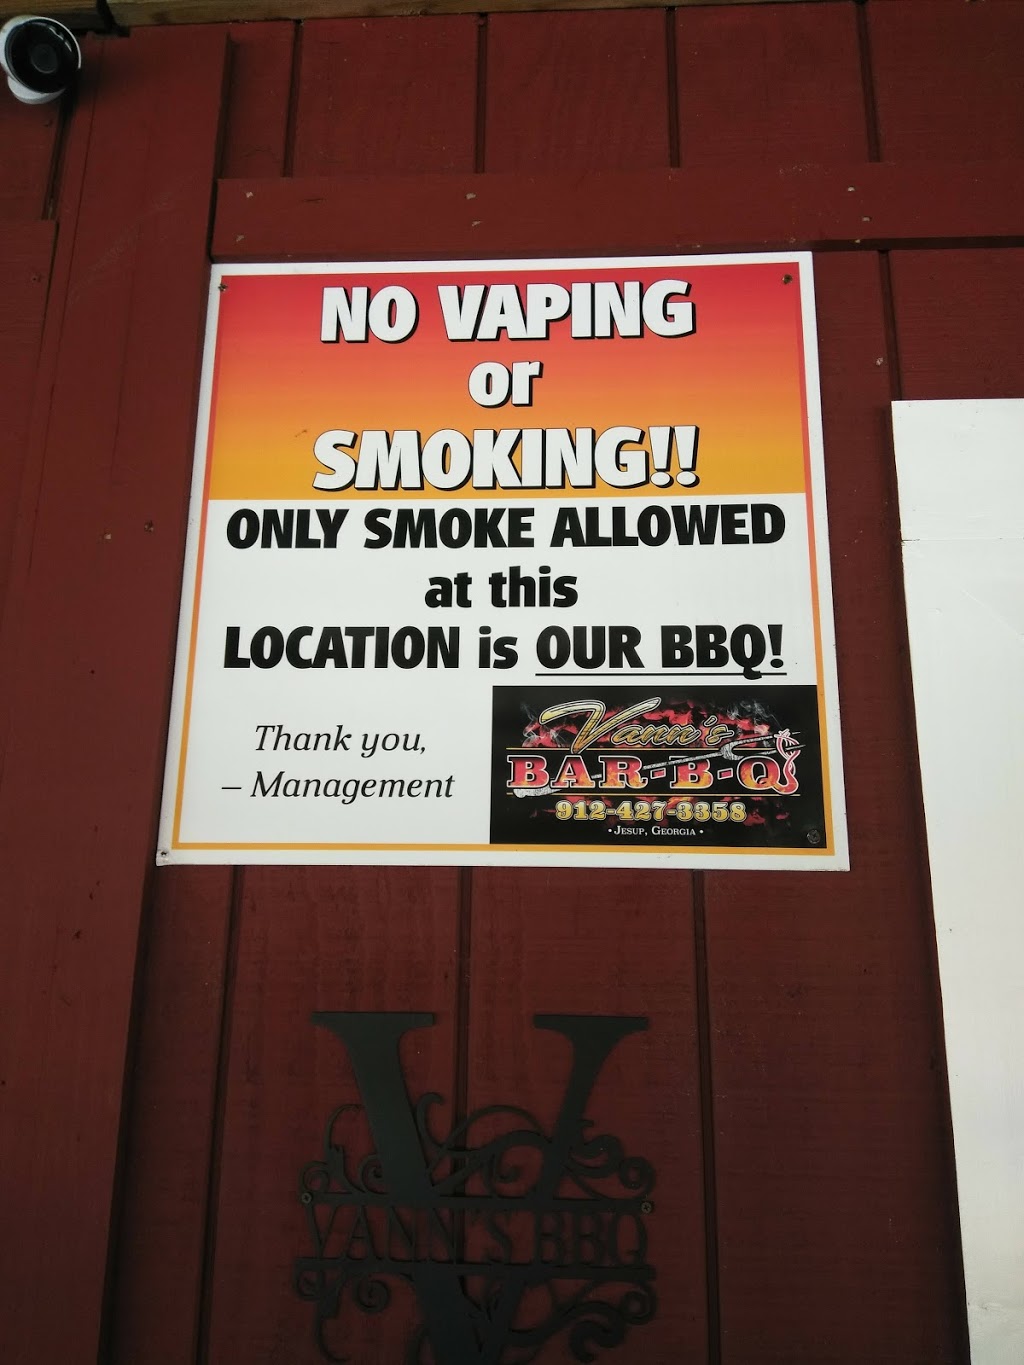 NO VAPING
or
SMOKING!!
ONLY SMOKE ALLOWED
at this
LOCATION is OUR BBQ!
Thank you,
– Management
Vann's
BAR-B-Q
912-427-3358
• JESUP, GEORGIA •
V
VANN'S BBQ